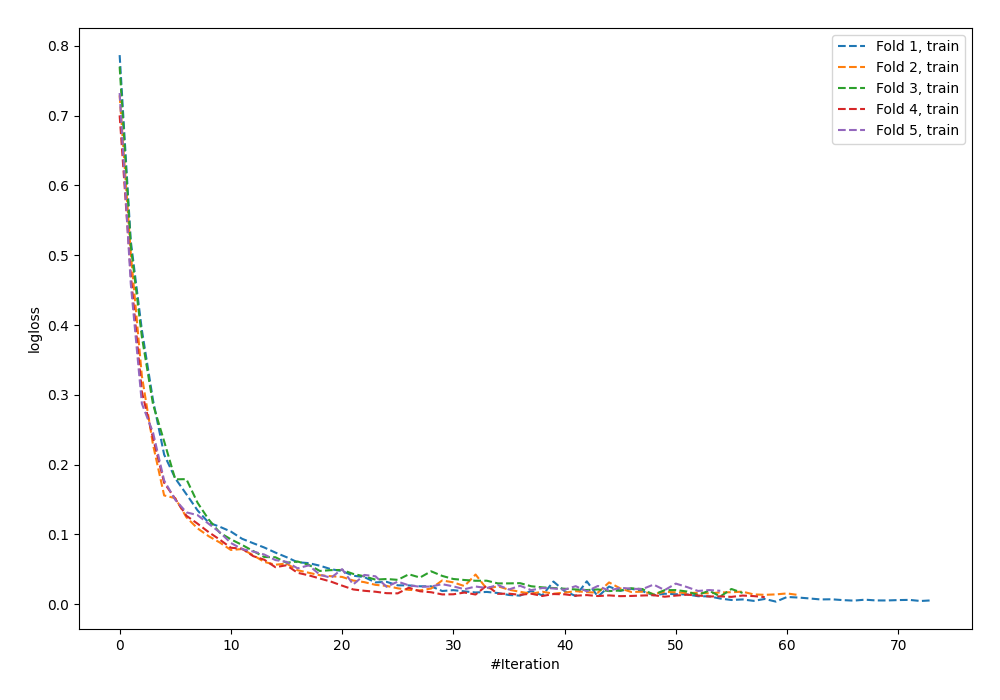 0.8
0.7
0.6
0.5
0.4
0.3
0.2
0.1
0.0
logloss
0 10 20 30 40 50 60 70
#Iteration
Fold 1, train
Fold 2, train
Fold 3, train
Fold 4, train
Fold 5, train